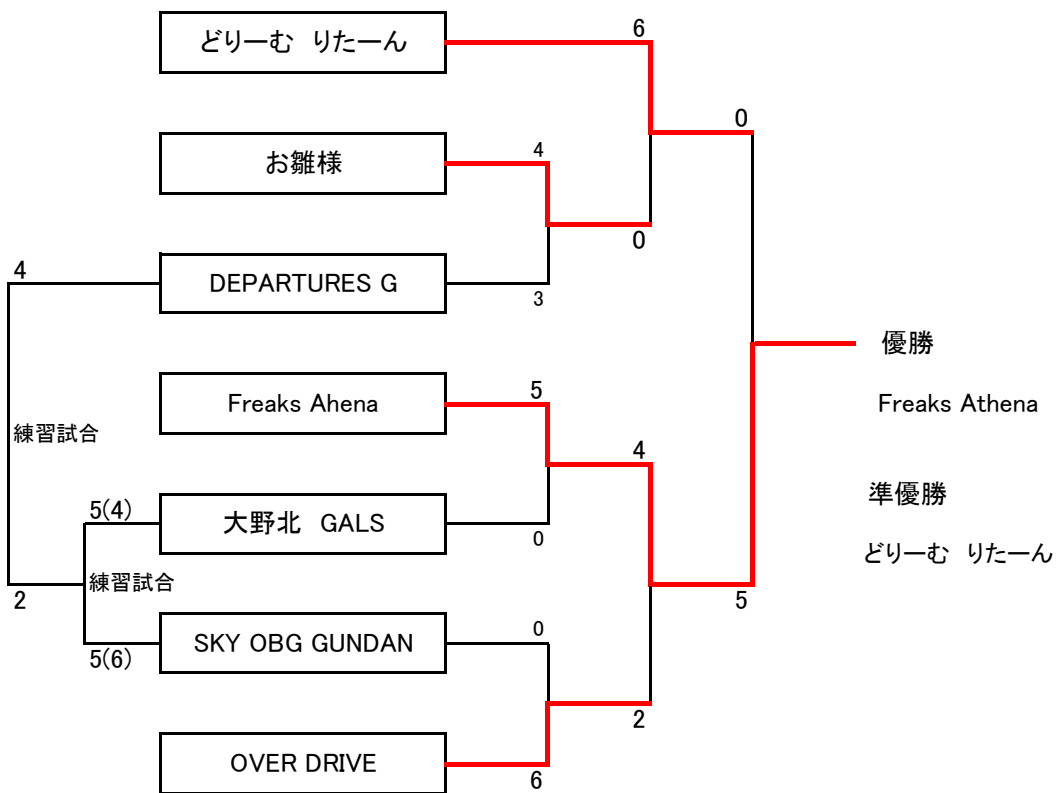 どりーむ　りたーん
6
0
お雛様
4
0
DEPARTURES G
4
3
優勝
Freaks Ahena
5
Freaks Athena
練習試合
4
準優勝
大野北　GALS
5(4)
0
どりーむ　りたーん
練習試合
2
5
SKY OBG GUNDAN
0
5(6)
2
OVER DRIVE
6